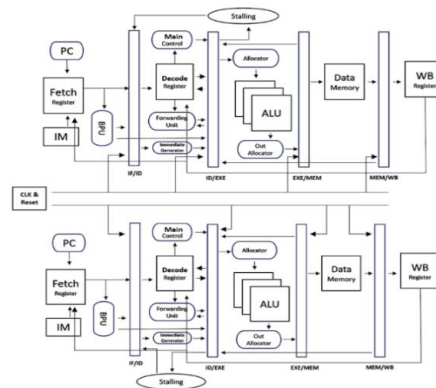 Stalling
Main
Control
PC
Allocator
Fetch
Register
Decode
Register
Data
Memory
WB
Register
BPU
Forwarding
Unit
ALU
IM
Immediate
Generator
Out
Allocator
IF/ID
ID/EXE
EXE/MEM
MEM/WB
CLK &
Reset
Main
Control
PC
Allocator
Fetch
Register
Decode
Register
Data
Memory
WB
Register
BPU
Forwarding
Unit
ALU
IM
Immediate
Generator
Out
Allocator
IF/ID
ID/EXE
EXE/MEM
MEM/WB
Stalling